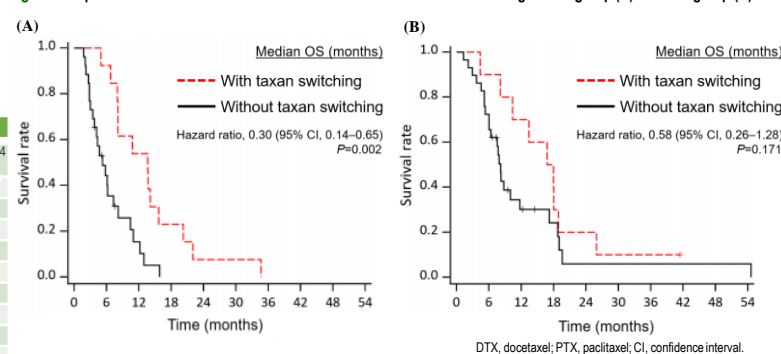 (A)
Median OS (months)
With taxan switching
Without taxan switching
Hazard ratio, 0.30 (95% CI, 0.14–0.65)
P=0.002
Survival rate
1.0
0.8
0.6
0.4
0.2
0.0
0 6 12 18 24 30 36 42 48 54
Time (months)
(B)
Median OS (months)
With taxan switching
Without taxan switching
Hazard ratio, 0.58 (95% CI, 0.26–1.28)
P=0.171
Survival rate
1.0
0.8
0.6
0.4
0.2
0.0
0 6 12 18 24 30 36 42 48 54
Time (months)
DTX, docetaxel; PTX, paclitaxel; CI, confidence interval.
4